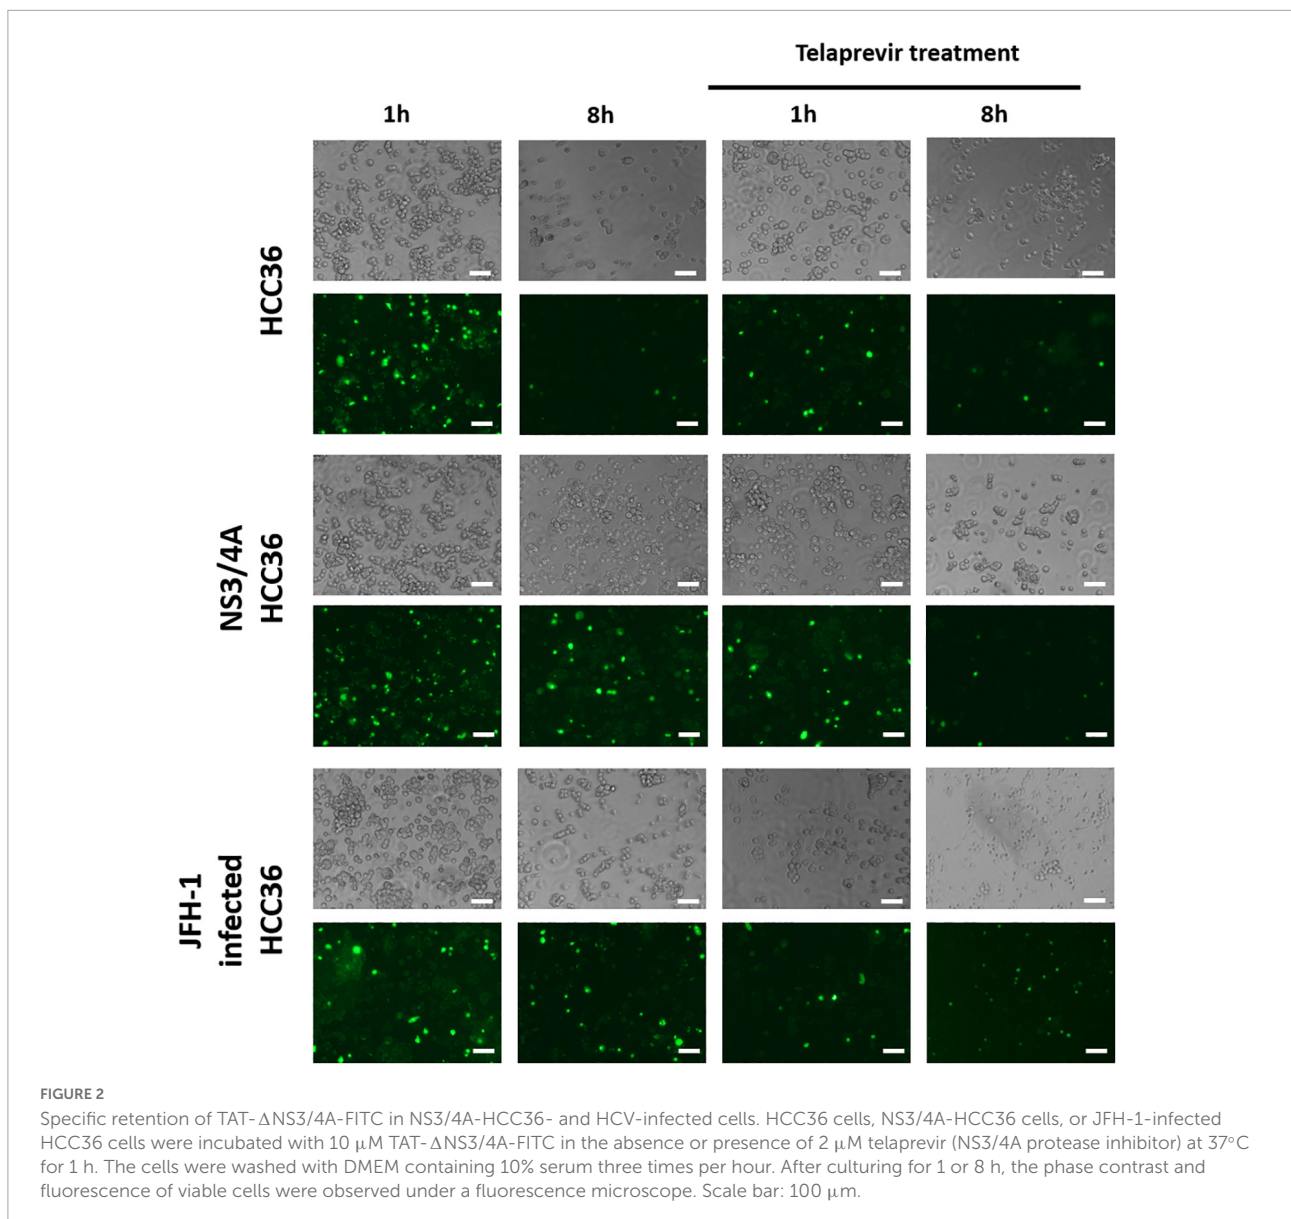 Telaprevir treatment
1h
8h
1h
8h
HCC36
NS3/4A
HCC36
JFH-1
infected
HCC36
FIGURE 2
Specific retention of TAT-ΔNS3/4A-FITC in NS3/4A-HCC36- and HCV-infected cells. HCC36 cells, NS3/4A-HCC36 cells, or JFH-1-infected
HCC36 cells were incubated with 10 μM TAT-ΔNS3/4A-FITC in the absence or presence of 2 μM telaprevir (NS3/4A protease inhibitor) at 37°C
for 1 h. The cells were washed with DMEM containing 10% serum three times per hour. After culturing for 1 or 8 h, the phase contrast and
fluorescence of viable cells were observed under a fluorescence microscope. Scale bar: 100 μm.